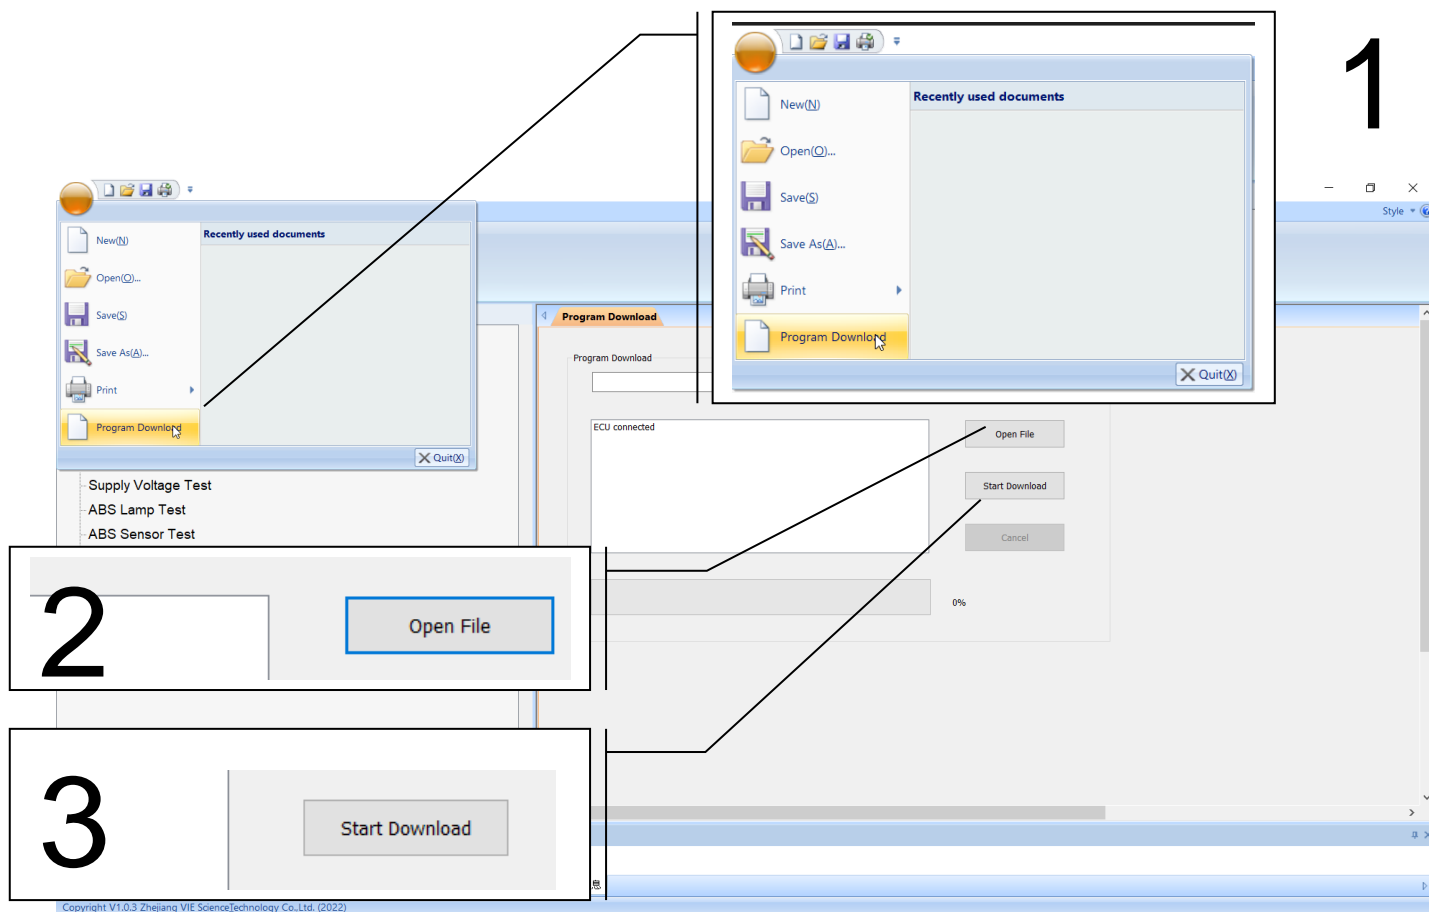 1
Recently used documents
New(N)
Open(O)...
Save(S)
Save As(A)...
Print
Program Download
Quit(X)
Style
Recently used documents
New(N)
Open(O)...
Save(S)
Save As(A)...
Print
Program Download
Quit(X)
Program Download
Program Download
ECU connected
Open File
Start Download
Cancel
0%
Supply Voltage Test
ABS Lamp Test
ABS Sensor Test
2
Open File
3
Start Download
息
Copyright V1.0.3 Zhejiang VIE ScienceTechnology Co.,Ltd. (2022)